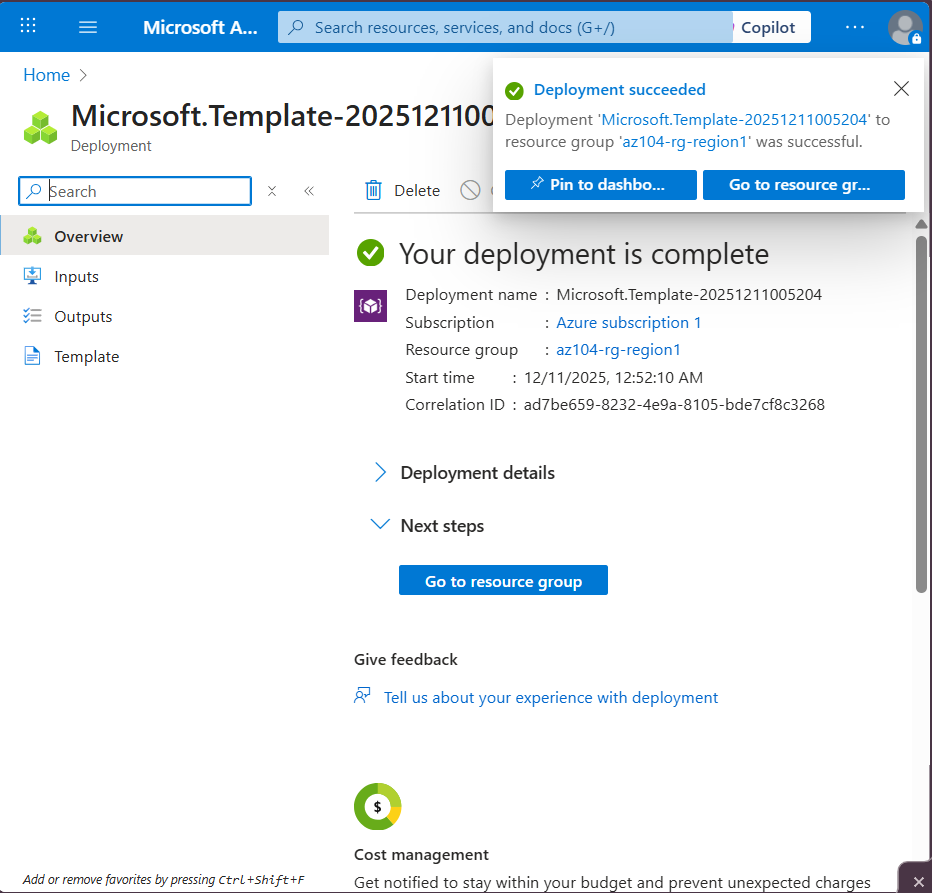 Microsoft A...
Search resources, services, and docs (G+/)
Copilot
Home
Microsoft.Template-2025121100
Deployment
Deployment succeeded
Deployment 'Microsoft.Template-20251211005204' to
resource group 'az104-rg-region1' was successful.
Pin to dashbo...
Go to resource gr...
Search
Delete
Overview
Inputs
Outputs
Template
Your deployment is complete
Deployment name : Microsoft.Template-20251211005204
Subscription : Azure subscription 1
Resource group : az104-rg-region1
Start time : 12/11/2025, 12:52:10 AM
Correlation ID : ad7be659-8232-4e9a-8105-bde7cf8c3268
Deployment details
Next steps
Go to resource group
Give feedback
Tell us about your experience with deployment
$
Cost management
Get notified to stay within your budget and prevent unexpected charges
Add or remove favorites by pressing Ctrl+Shift+F